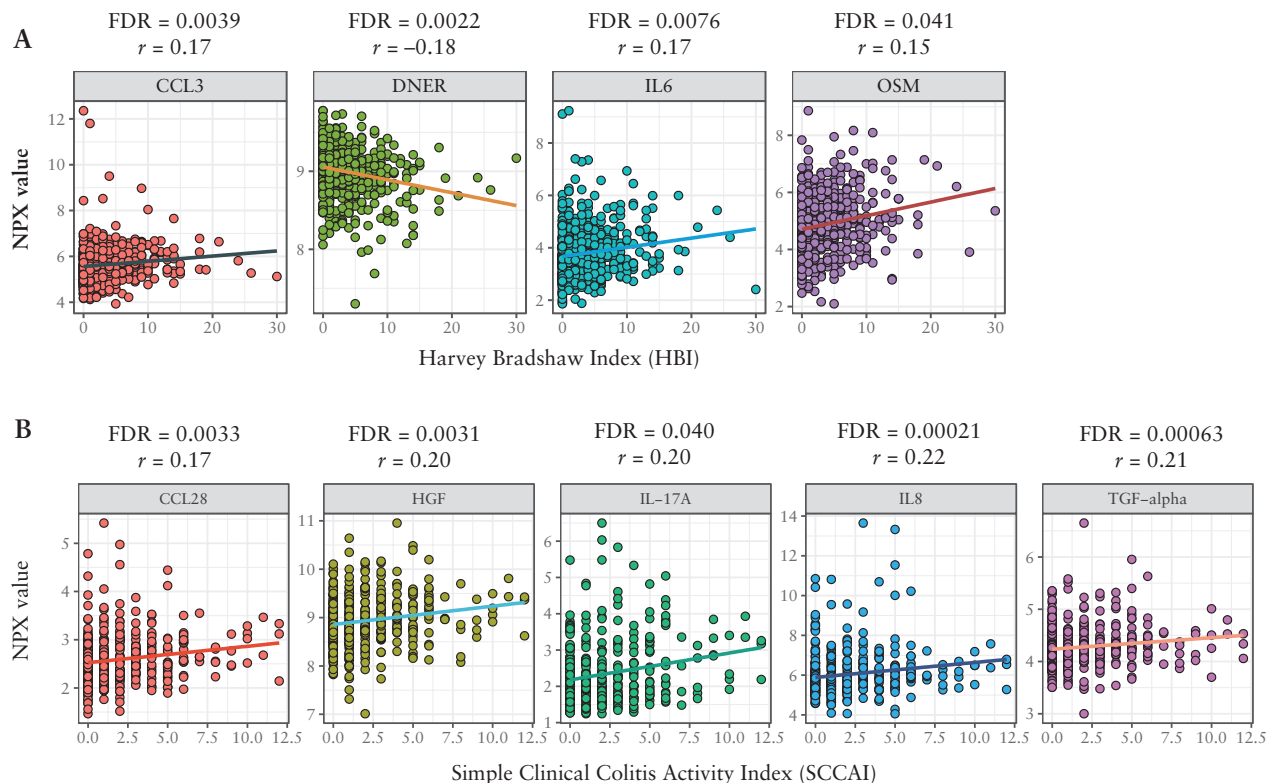 A
FDR = 0.0039 FDR = 0.0022 FDR = 0.0076 FDR = 0.041
r = 0.17 r = –0.18 r = 0.17 r = 0.15
CCL3 DNER IL6 OSM
NPX value
12
10
8
6
4
9
8
8
6
4
2
8
6
4
2
0 10 20 30 0 10 20 30 0 10 20 30 0 10 20 30
Harvey Bradshaw Index (HBI)
B
FDR = 0.0033 FDR = 0.0031 FDR = 0.040 FDR = 0.00021 FDR = 0.00063
r = 0.17 r = 0.20 r = 0.20 r = 0.22 r = 0.21
CCL28 HGF IL–17A IL8 TGF–alpha
NPX value
5
4
3
2
11
10
9
8
7
6
5
4
3
2
1
14
12
10
8
6
4
6
5
4
3
0.0 2.5 5.0 7.5 10.0 12.5 0.0 2.5 5.0 7.5 10.0 12.5 0.0 2.5 5.0 7.5 10.0 12.5 0.0 2.5 5.0 7.5 10.0 12.5 0.0 2.5 5.0 7.5 10.0 12.5
Simple Clinical Colitis Activity Index (SCCAI)